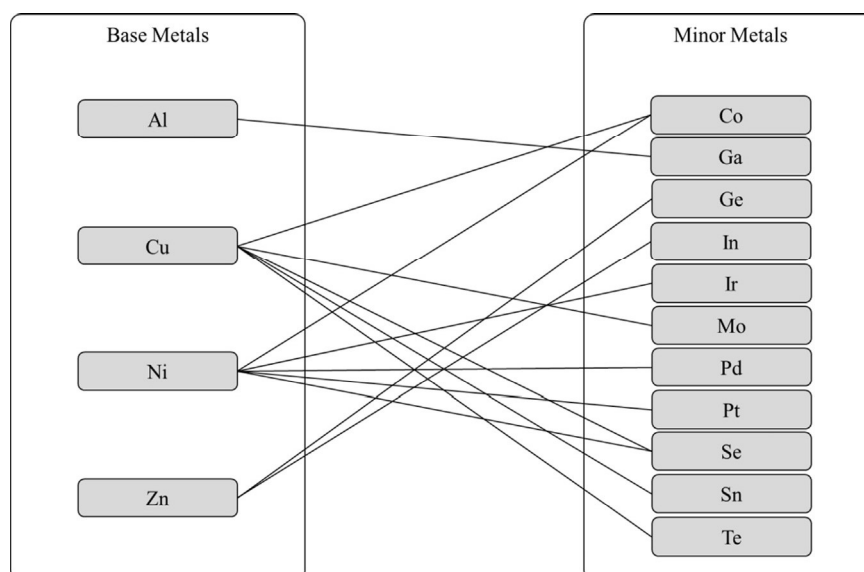 Base Metals
Al
Cu
Ni
Zn
Minor Metals
Co
Ga
Ge
In
Ir
Mo
Pd
Pt
Se
Sn
Te